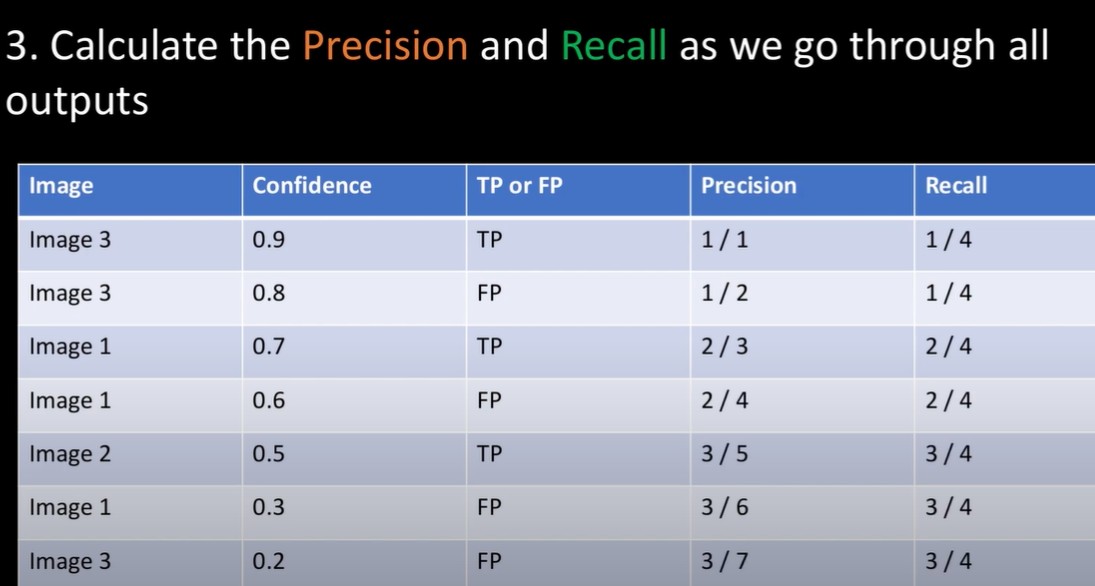 3. Calculate the Precision and Recall as we go through all
outputs
Image Confidence TP or FP Precision Recall
Image 3 0.9 TP 1 / 1 1 / 4
Image 3 0.8 FP 1 / 2 1 / 4
Image 1 0.7 TP 2 / 3 2 / 4
Image 1 0.6 FP 2 / 4 2 / 4
Image 2 0.5 TP 3 / 5 3 / 4
Image 1 0.3 FP 3 / 6 3 / 4
Image 3 0.2 FP 3 / 7 3 / 4